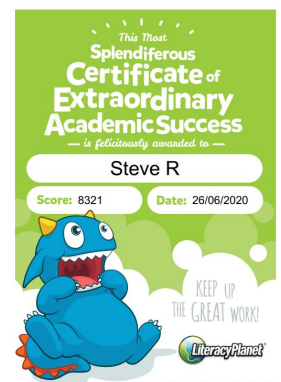 This Most
Splendiferous
Certificate of
Extraordinary
Academic Success
— is felicitously awarded to —
Steve R
Score: 8321 Date: 26/06/2020
KEEP UP
THE GREAT WORK!
LiteracyPlanet